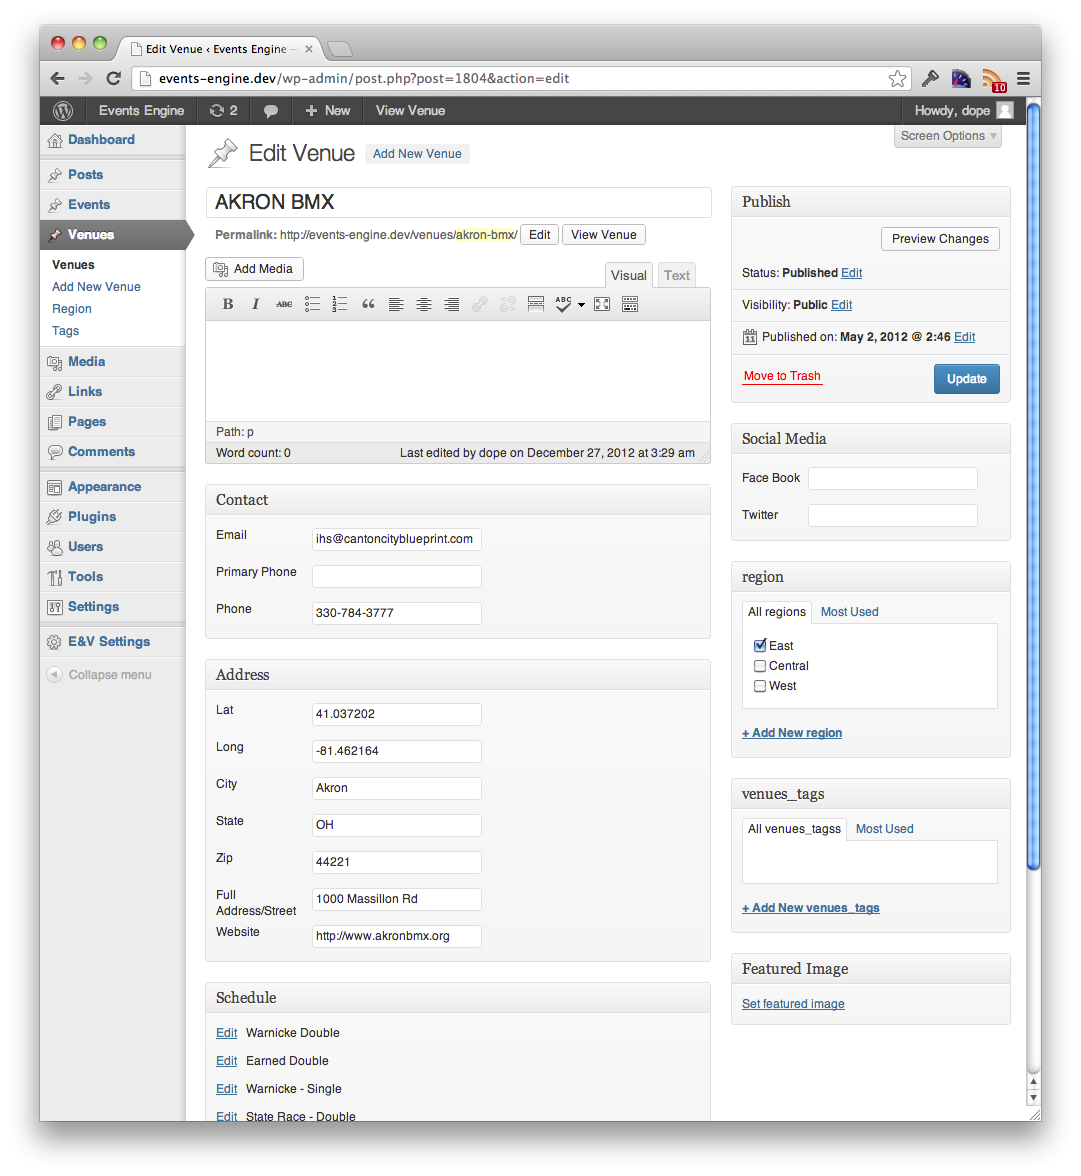 Edit Venue ‹ Events Engine —
events-engine.dev/wp-admin/post.php?post=1804&action=edit
10
Events Engine 2 New View Venue Howdy, dope
Screen Options
Dashboard
Posts
Events
Venues
Venues
Add New Venue
Region
Tags
Media
Links
Pages
Comments
Appearance
Plugins
Users
Tools
Settings
E&V Settings
Collapse menu
Edit Venue Add New Venue
AKRON BMX
Permalink: http://events-engine.dev/venues/akron-bmx/ Edit View Venue
Add Media
Visual Text
B I ABC ABC
Path: p
Word count: 0 Last edited by dope on December 27, 2012 at 3:29 am
Contact
Email ihs@cantoncityblueprint.com
Primary Phone
Phone 330-784-3777
Address
Lat 41.037202
Long -81.462164
City Akron
State OH
Zip 44221
Full
Address/Street 1000 Massillon Rd
Website http://www.akronbmx.org
Schedule
Edit Warnicke Double
Edit Earned Double
Edit Warnicke - Single
Edit State Race - Double
Publish
Preview Changes
Status: Published Edit
Visibility: Public Edit
11 Published on: May 2, 2012 @ 2:46 Edit
Move to Trash Update
Social Media
Face Book
Twitter
region
All regions Most Used
East
Central
West
+ Add New region
venues_tags
All venues_tagss Most Used
+ Add New venues_tags
Featured Image
Set featured image